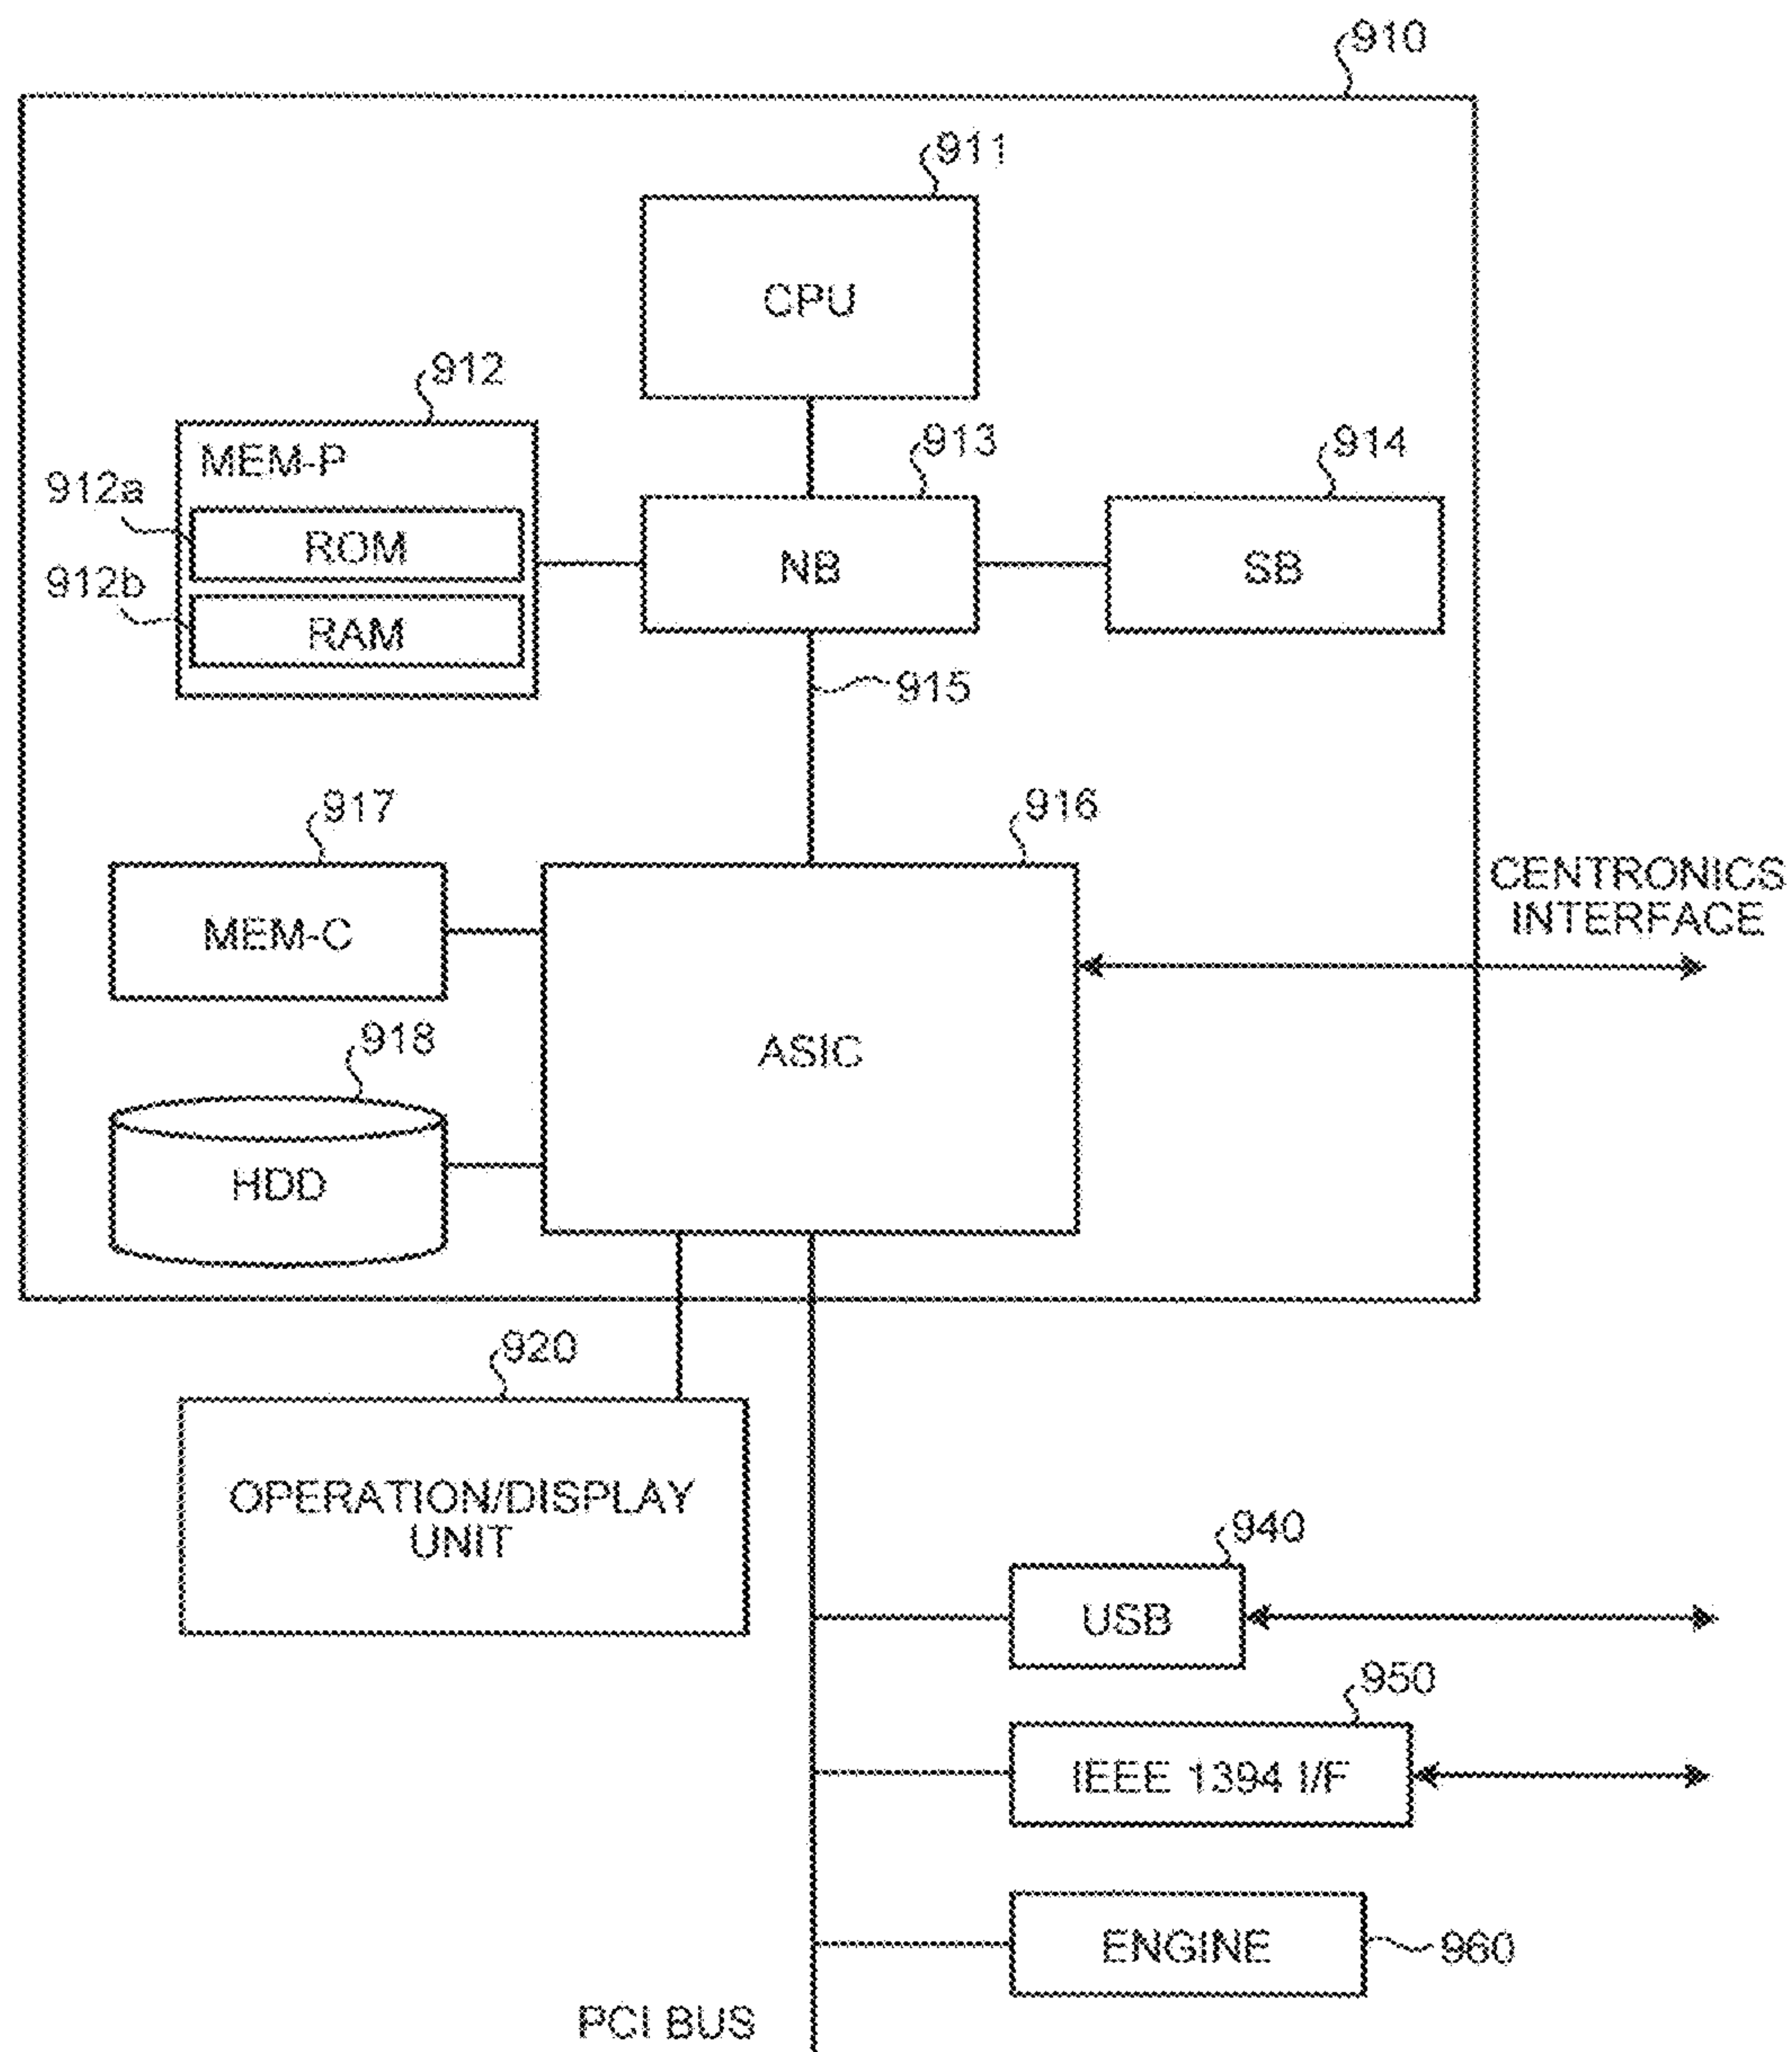 910
911
CPU
912
MEM-P
913
914
912a
ROM
NB
SB
912b
RAM
915
917
916
CENTRONICS
INTERFACE
MEM-C
918
ASIC
HDD
920
OPERATION/DISPLAY
UNIT
940
USB
950
IEEE 1394 I/F
ENGINE
960
PCI BUS